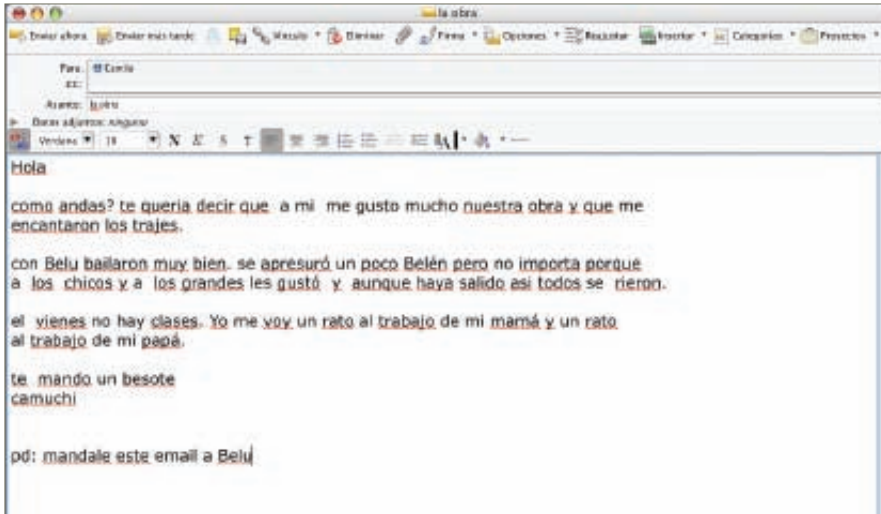 la obra
Enviar ahora Enviar más tarde Vínculo Eliminar Firma Opciones Rescatar Insertar Categorías Proyectos
Para: Camila
CC:
Asunto: la obra
Datos adjuntos: ninguno
Verdana 18 N K S T
Hola
como andas? te queria decir que a mi me gusto mucho nuestra obra y que me
encantaron los trajes.
con Belu bailaron muy bien. se apresuró un poco Belén pero no importa porque
a los chicos y a los grandes les gustó y aunque haya salido asi todos se rieron.
el vienes no hay clases. Yo me voy un rato al trabajo de mi mamá y un rato
al trabajo de mi papá.
te mando un besote
camuchi
pd: mandale este email a Belu